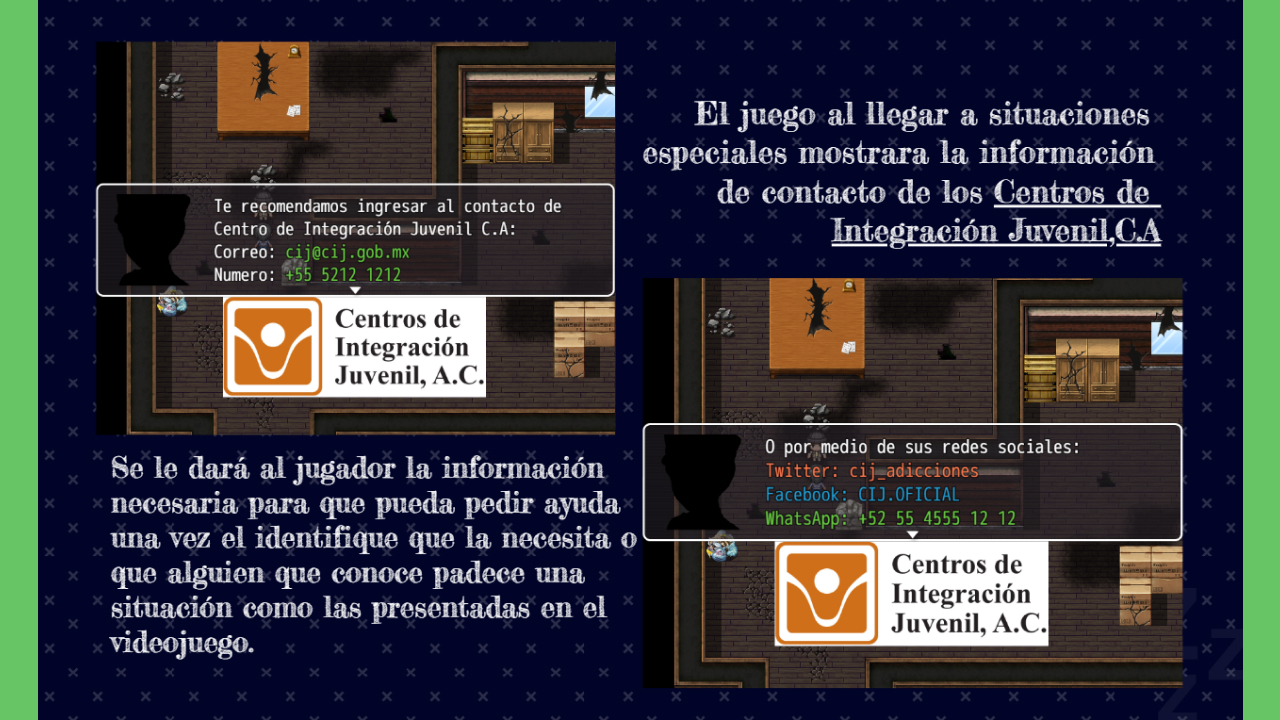 Te recomendamos ingresar al contacto de
Centro de Integración Juvenil C.A:
Correo: cij@cij.gob.mx
Numero: +55 5212 1212
Centros de
Integración
Juvenil, A.C.
Se le dará al jugador la información
necesaria para que pueda pedir ayuda
una vez el identifique que la necesita o
que alguien que conoce padece una
situación como las presentadas en el
videojuego.
El juego al llegar a situaciones
especiales mostrara la información
de contacto de los Centros de
Integración Juvenil,C.A
O por medio de sus redes sociales:
Twitter: cij_adicciones
Facebook: CIJ.OFICIAL
WhatsApp: +52 55 4555 12 12
Centros de
Integración
Juvenil, A.C.